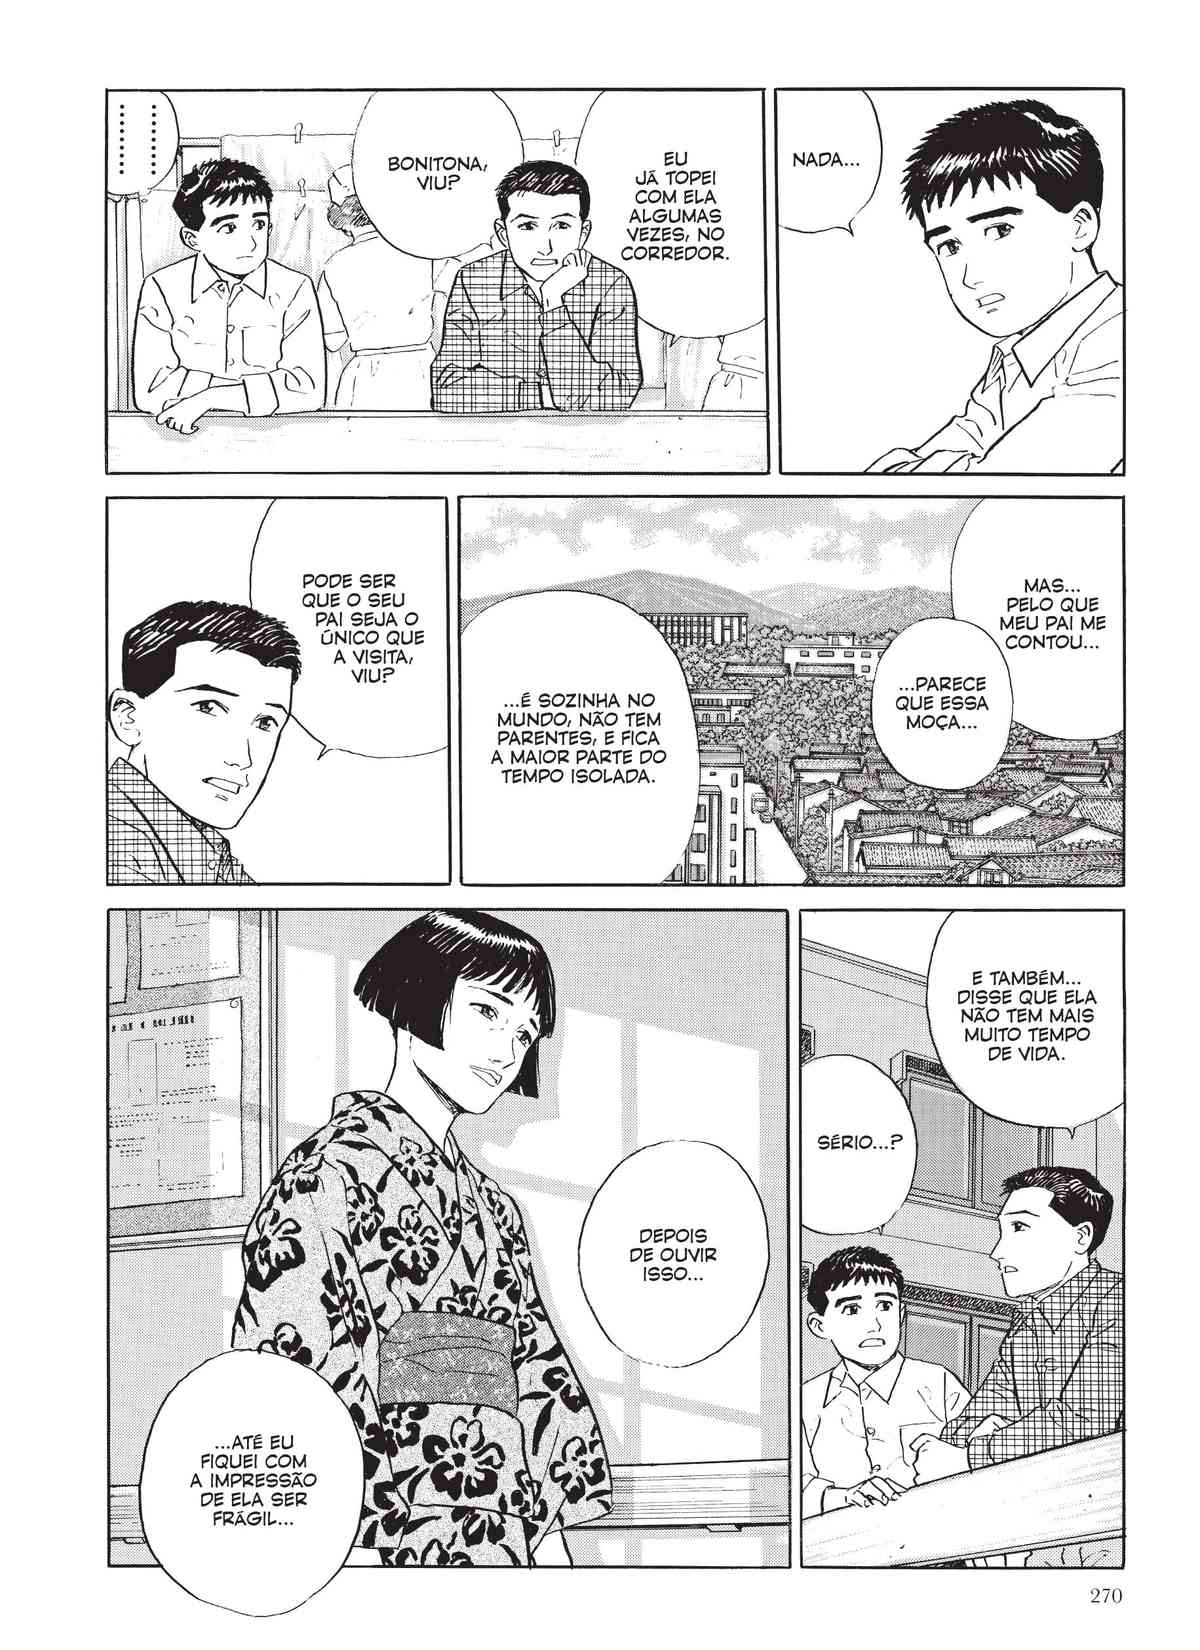 NADA...
EU
JÁ TOPEI
COM ELA
ALGUMAS
VEZES, NO
CORREDOR.
BONITONA,
VIU?
.......
.......
MAS...
PELO QUE
MEU PAI ME
CONTOU...
...PARECE
QUE ESSA
MOÇA...
...É SOZINHA NO
MUNDO, NÃO TEM
PARENTES, E FICA
A MAIOR PARTE DO
TEMPO ISOLADA.
PODE SER
QUE O SEU
PAI SEJA O
ÚNICO QUE
A VISITA,
VIU?
E TAMBÉM...
DISSE QUE ELA
NÃO TEM MAIS
MUITO TEMPO
DE VIDA.
SÉRIO...?
DEPOIS
DE OUVIR
ISSO...
...ATÉ EU
FIQUEI COM
A IMPRESSÃO
DE ELA SER
FRÁGIL...
270